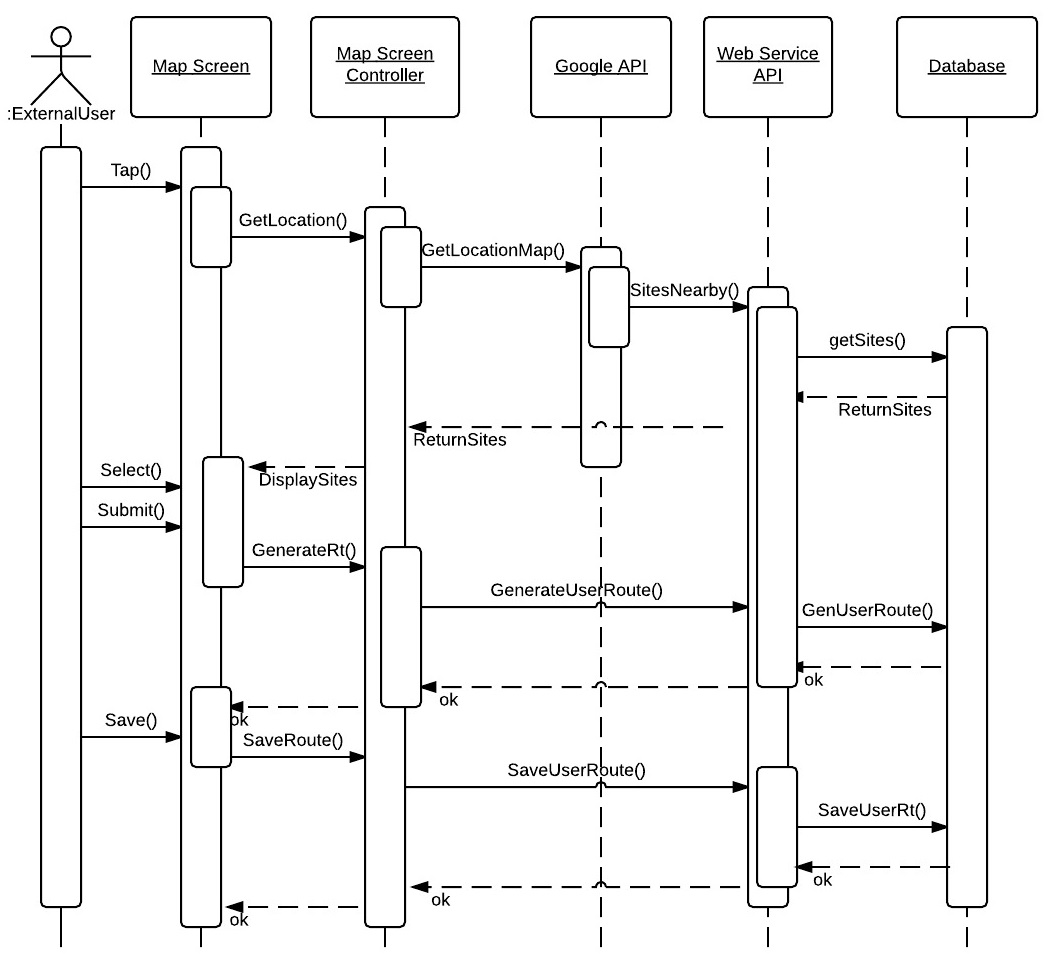 :ExternalUser
Map Screen
Map Screen
Controller
Google API
Web Service
API
Database
Tap()
GetLocation()
GetLocationMap()
SitesNearby()
getSites()
ReturnSites
ReturnSites
DisplaySites
Select()
Submit()
GenerateRt()
GenerateUserRoute()
GenUserRoute()
ok
ok
ok
Save()
SaveRoute()
SaveUserRoute()
SaveUserRt()
ok
ok
ok